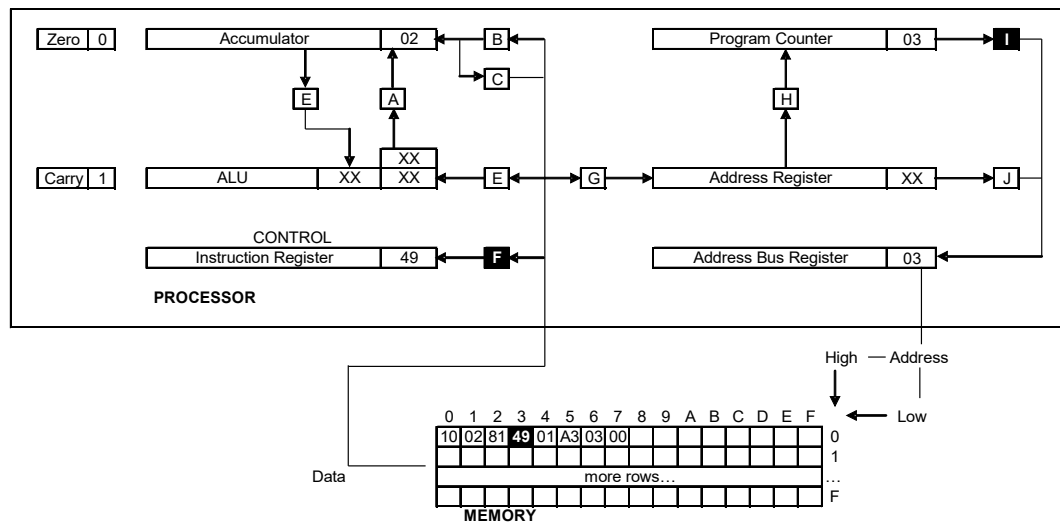 Zero 0 Accumulator 02 B Program Counter 03 I
C
E A H
XX
Carry 1 ALU XX XX E G Address Register XX J
CONTROL
Instruction Register 49 F Address Bus Register 03
PROCESSOR
High Address
0 1 2 3 4 5 6 7 8 9 A B C D E F Low
10 02 81 49 01 A3 03 00 0
1
Data more rows… …
F
MEMORY